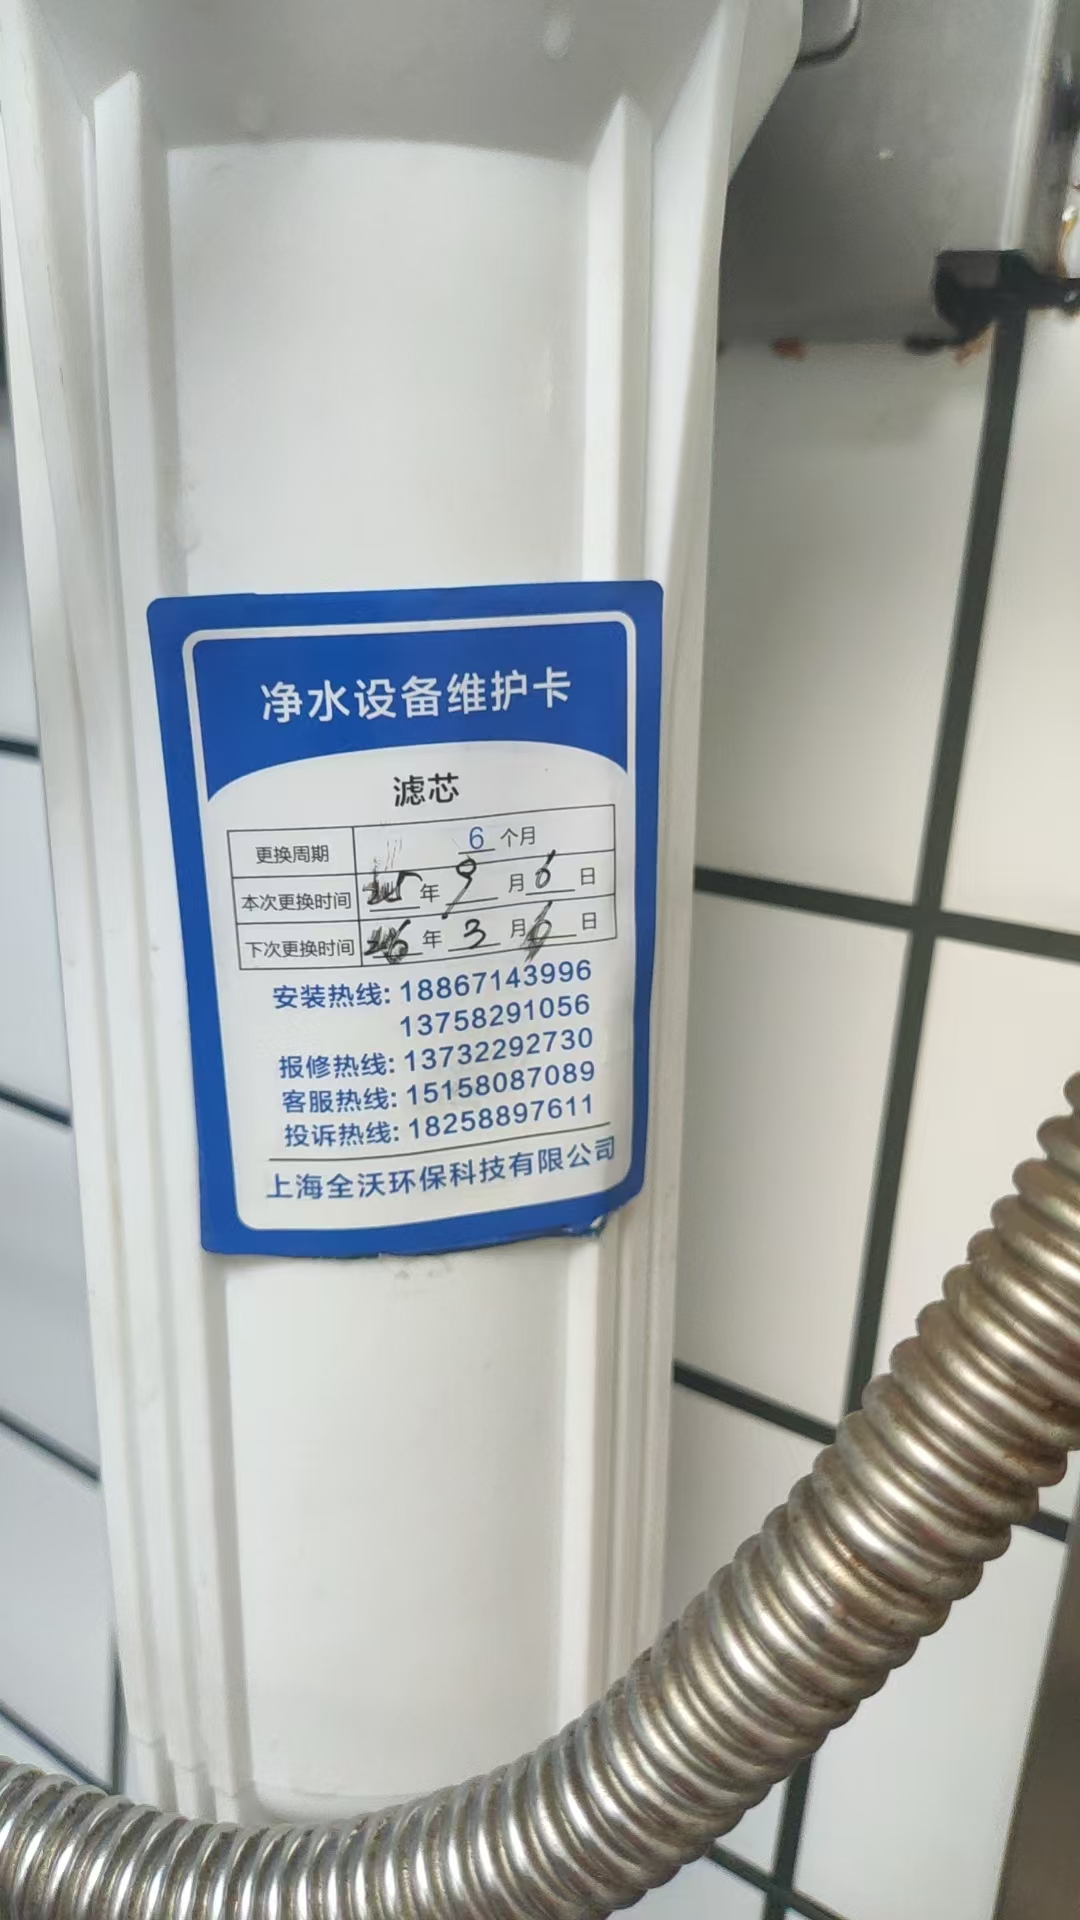 净水设备维护卡
滤芯
更换周期 6 个月
本次更换时间 25 年 9 月 6 日
下次更换时间 26 年 3 月 6 日
安装热线: 18867143996
13758291056
报修热线: 13732292730
客服热线: 15158087089
投诉热线: 18258897611
上海全沃环保科技有限公司